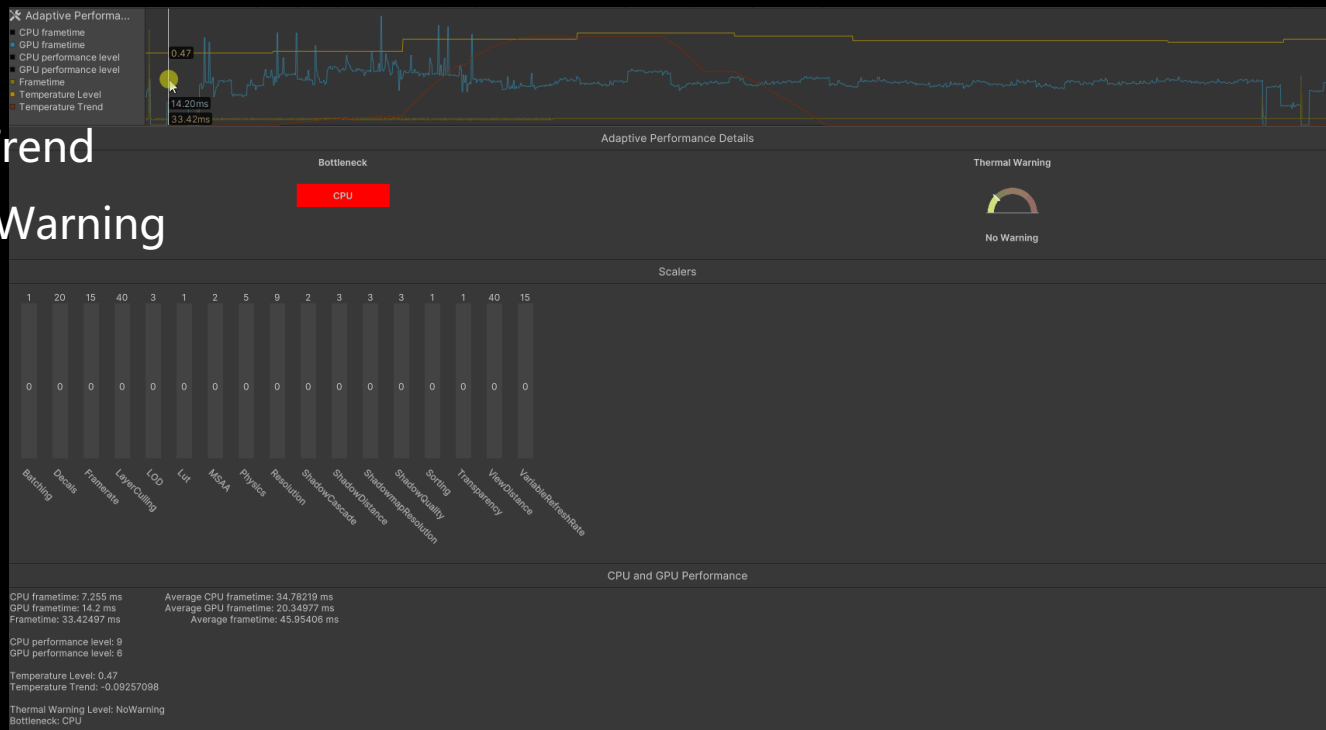 Adaptive Performa...
CPU frametime
GPU frametime
CPU performance level
GPU performance level
Frametime
Temperature Level
Temperature Trend
0.47
14.20ms
33.42ms
rend
Warning
Adaptive Performance Details
Bottleneck
Thermal Warning
CPU
No Warning
Scalers
1 20 15 40 3 1 2 5 9 2 3 3 3 1 1 40 15
0 0 0 0 0 0 0 0 0 0 0 0 0 0 0 0 0
Batching Decals Framerate LayerCulling LOD Lut MSAA Physics Resolution ShadowCascade ShadowDistance ShadowmapResolution ShadowQuality Sorting Transparency ViewDistance VariableRefreshRate
CPU and GPU Performance
CPU frametime: 7.255 ms Average CPU frametime: 34.78219 ms
GPU frametime: 14.2 ms Average GPU frametime: 20.34977 ms
Frametime: 33.42497 ms Average frametime: 45.95406 ms
CPU performance level: 9
GPU performance level: 6
Temperature Level: 0.47
Temperature Trend: -0.09257098
Thermal Warning Level: NoWarning
Bottleneck: CPU